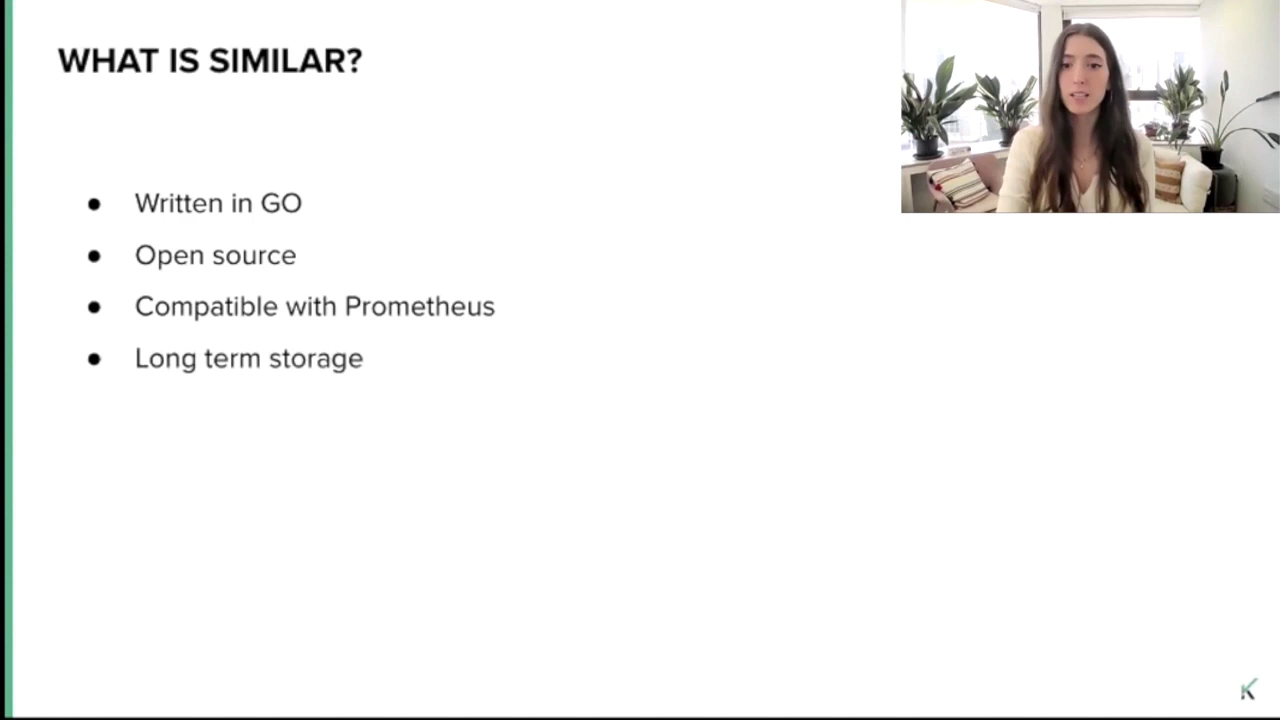 WHAT IS SIMILAR?
● Written in GO
● Open source
● Compatible with Prometheus
● Long term storage
K